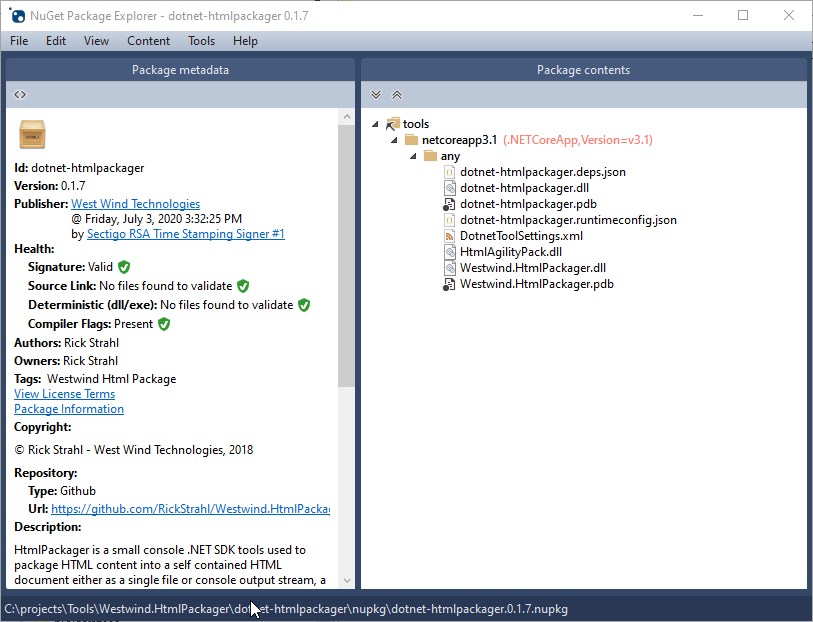 NuGet Package Explorer - dotnet-htmlpackager 0.1.7
File Edit View Content Tools Help
Package metadata
Id: dotnet-htmlpackager
Version: 0.1.7
Publisher: West Wind Technologies
@ Friday, July 3, 2020 3:32:25 PM
by Sectigo RSA Time Stamping Signer #1
Health:
Signature: Valid
Source Link: No files found to validate
Deterministic (dll/exe): No files found to validate
Compiler Flags: Present
Authors: Rick Strahl
Owners: Rick Strahl
Tags: Westwind Html Package
View License Terms
Package Information
Copyright:
© Rick Strahl - West Wind Technologies, 2018
Repository:
Type: Github
Url: https://github.com/RickStrahl/Westwind.HtmlPacka
Description:
HtmlPackager is a small console .NET SDK tools used to
package HTML content into a self contained HTML
document either as a single file or console output stream, a
Package contents
tools
netcoreapp3.1 (.NETCoreApp,Version=v3.1)
any
dotnet-htmlpackager.deps.json
dotnet-htmlpackager.dll
dotnet-htmlpackager.pdb
dotnet-htmlpackager.runtimeconfig.json
DotnetToolSettings.xml
HtmlAgilityPack.dll
Westwind.HtmlPackager.dll
Westwind.HtmlPackager.pdb
C:\projects\Tools\Westwind.HtmlPackager\dotnet-htmlpackager\nupkg\dotnet-htmlpackager.0.1.7.nupkg